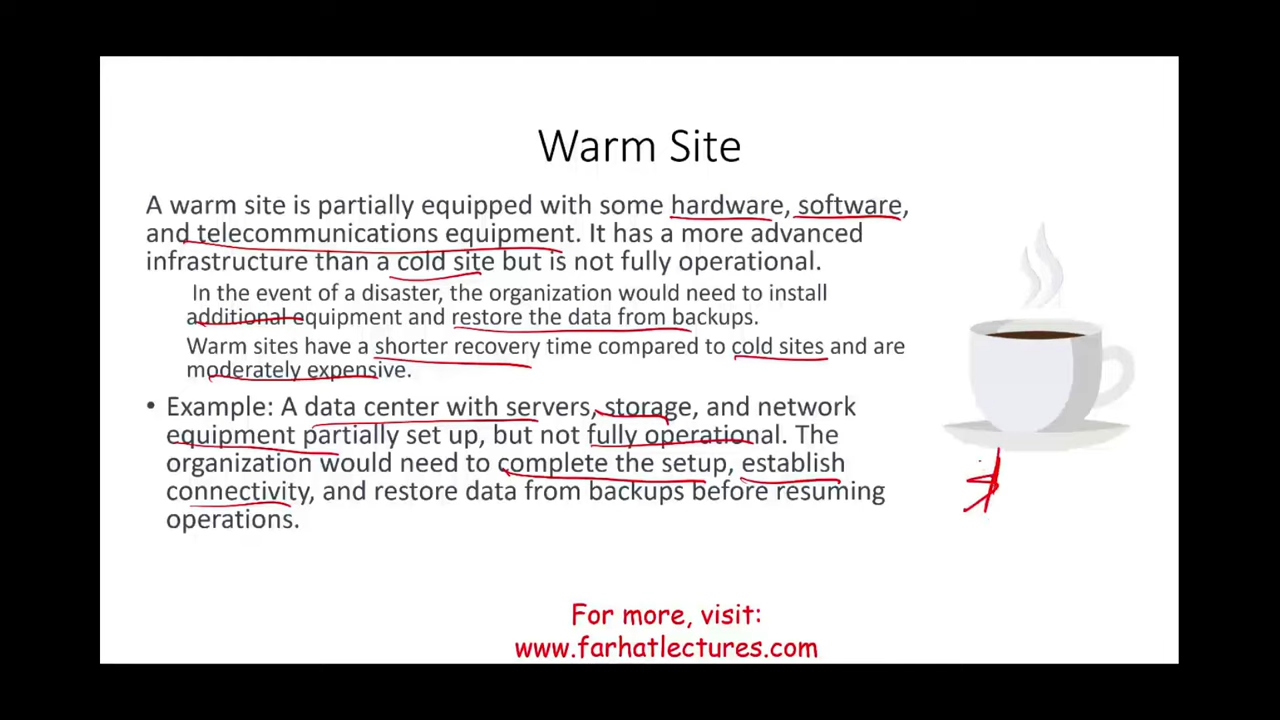 Warm Site
A warm site is partially equipped with some hardware, software,
and telecommunications equipment. It has a more advanced
infrastructure than a cold site but is not fully operational.
In the event of a disaster, the organization would need to install
additional equipment and restore the data from backups.
Warm sites have a shorter recovery time compared to cold sites and are
moderately expensive.
• Example: A data center with servers, storage, and network
equipment partially set up, but not fully operational. The
organization would need to complete the setup, establish
connectivity, and restore data from backups before resuming
operations.
For more, visit:
www.farhatlectures.com